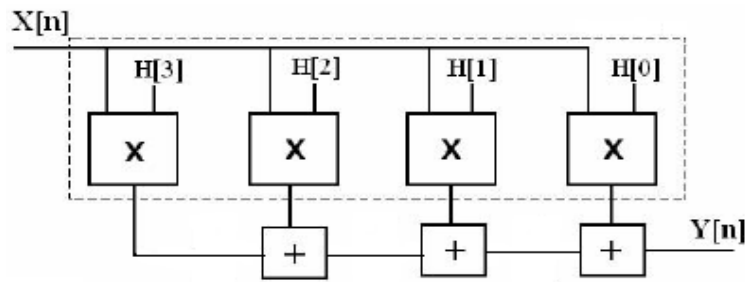 X[n]
H[3] H[2] H[1] H[0]
X X X X
+ + +
Y[n]